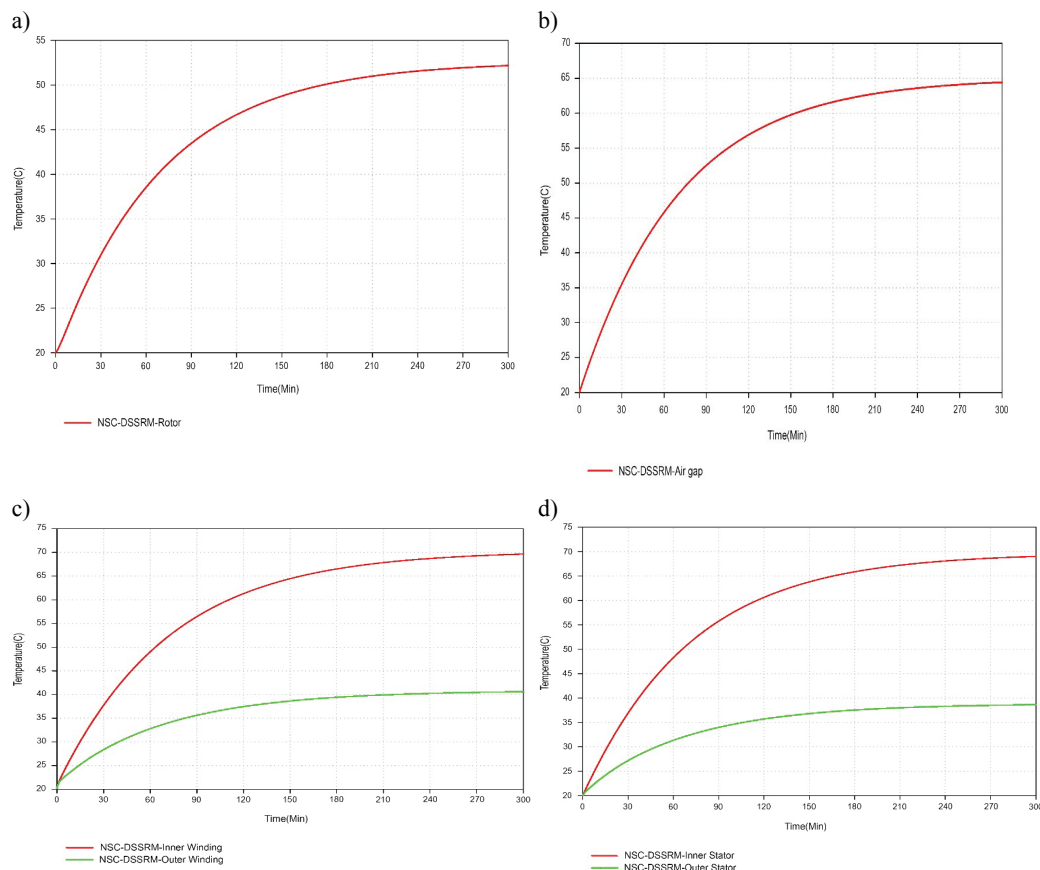 a)
55
50
45
40
35
30
25
20
Temperature(C)
0 30 60 90 120 150 180 210 240 270 300
Time(Min)
NSC-DSSRM-Rotor
b)
70
65
60
55
50
45
40
35
30
25
20
Temperature(C)
0 30 60 90 120 150 180 210 240 270 300
Time(Min)
NSC-DSSRM-Air gap
c)
75
70
65
60
55
50
45
40
35
30
25
20
Temperature(C)
0 30 60 90 120 150 180 210 240 270 300
Time(Min)
NSC-DSSRM-Inner Winding
NSC-DSSRM-Outer Winding
d)
75
70
65
60
55
50
45
40
35
30
25
20
Temperature(C)
0 30 60 90 120 150 180 210 240 270 300
Time(Min)
NSC-DSSRM-Inner Stator
NSC-DSSRM-Outer Stator